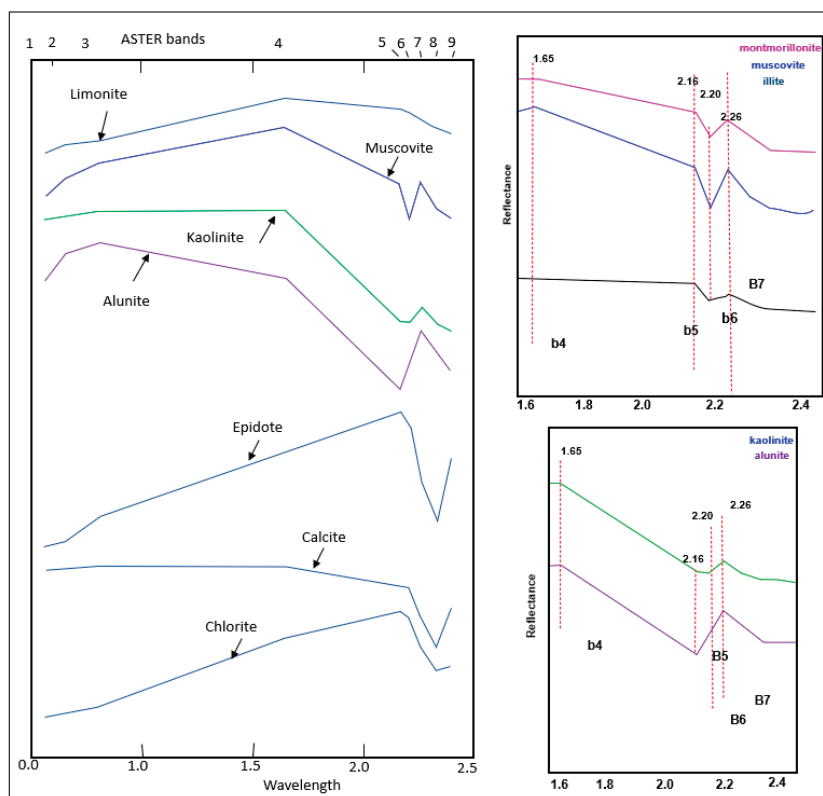 ASTER bands
1 2 3 4 5 6 7 8 9
Limonite
Muscovite
Kaolinite
Alunite
Epidote
Calcite
Chlorite
0.0 1.0 1.5 2.0 2.5
Wavelength
montmorillonite
muscovite
illite
1.65
2.16
2.20
2.26
Reflectance
B7
b6
b5
b4
1.6 1.8 2.0 2.2 2.4
kaolinite
alunite
1.65
2.26
2.20
2.16
Reflectance
b4
B5
B7
B6
1.6 1.8 2.0 2.2 2.4